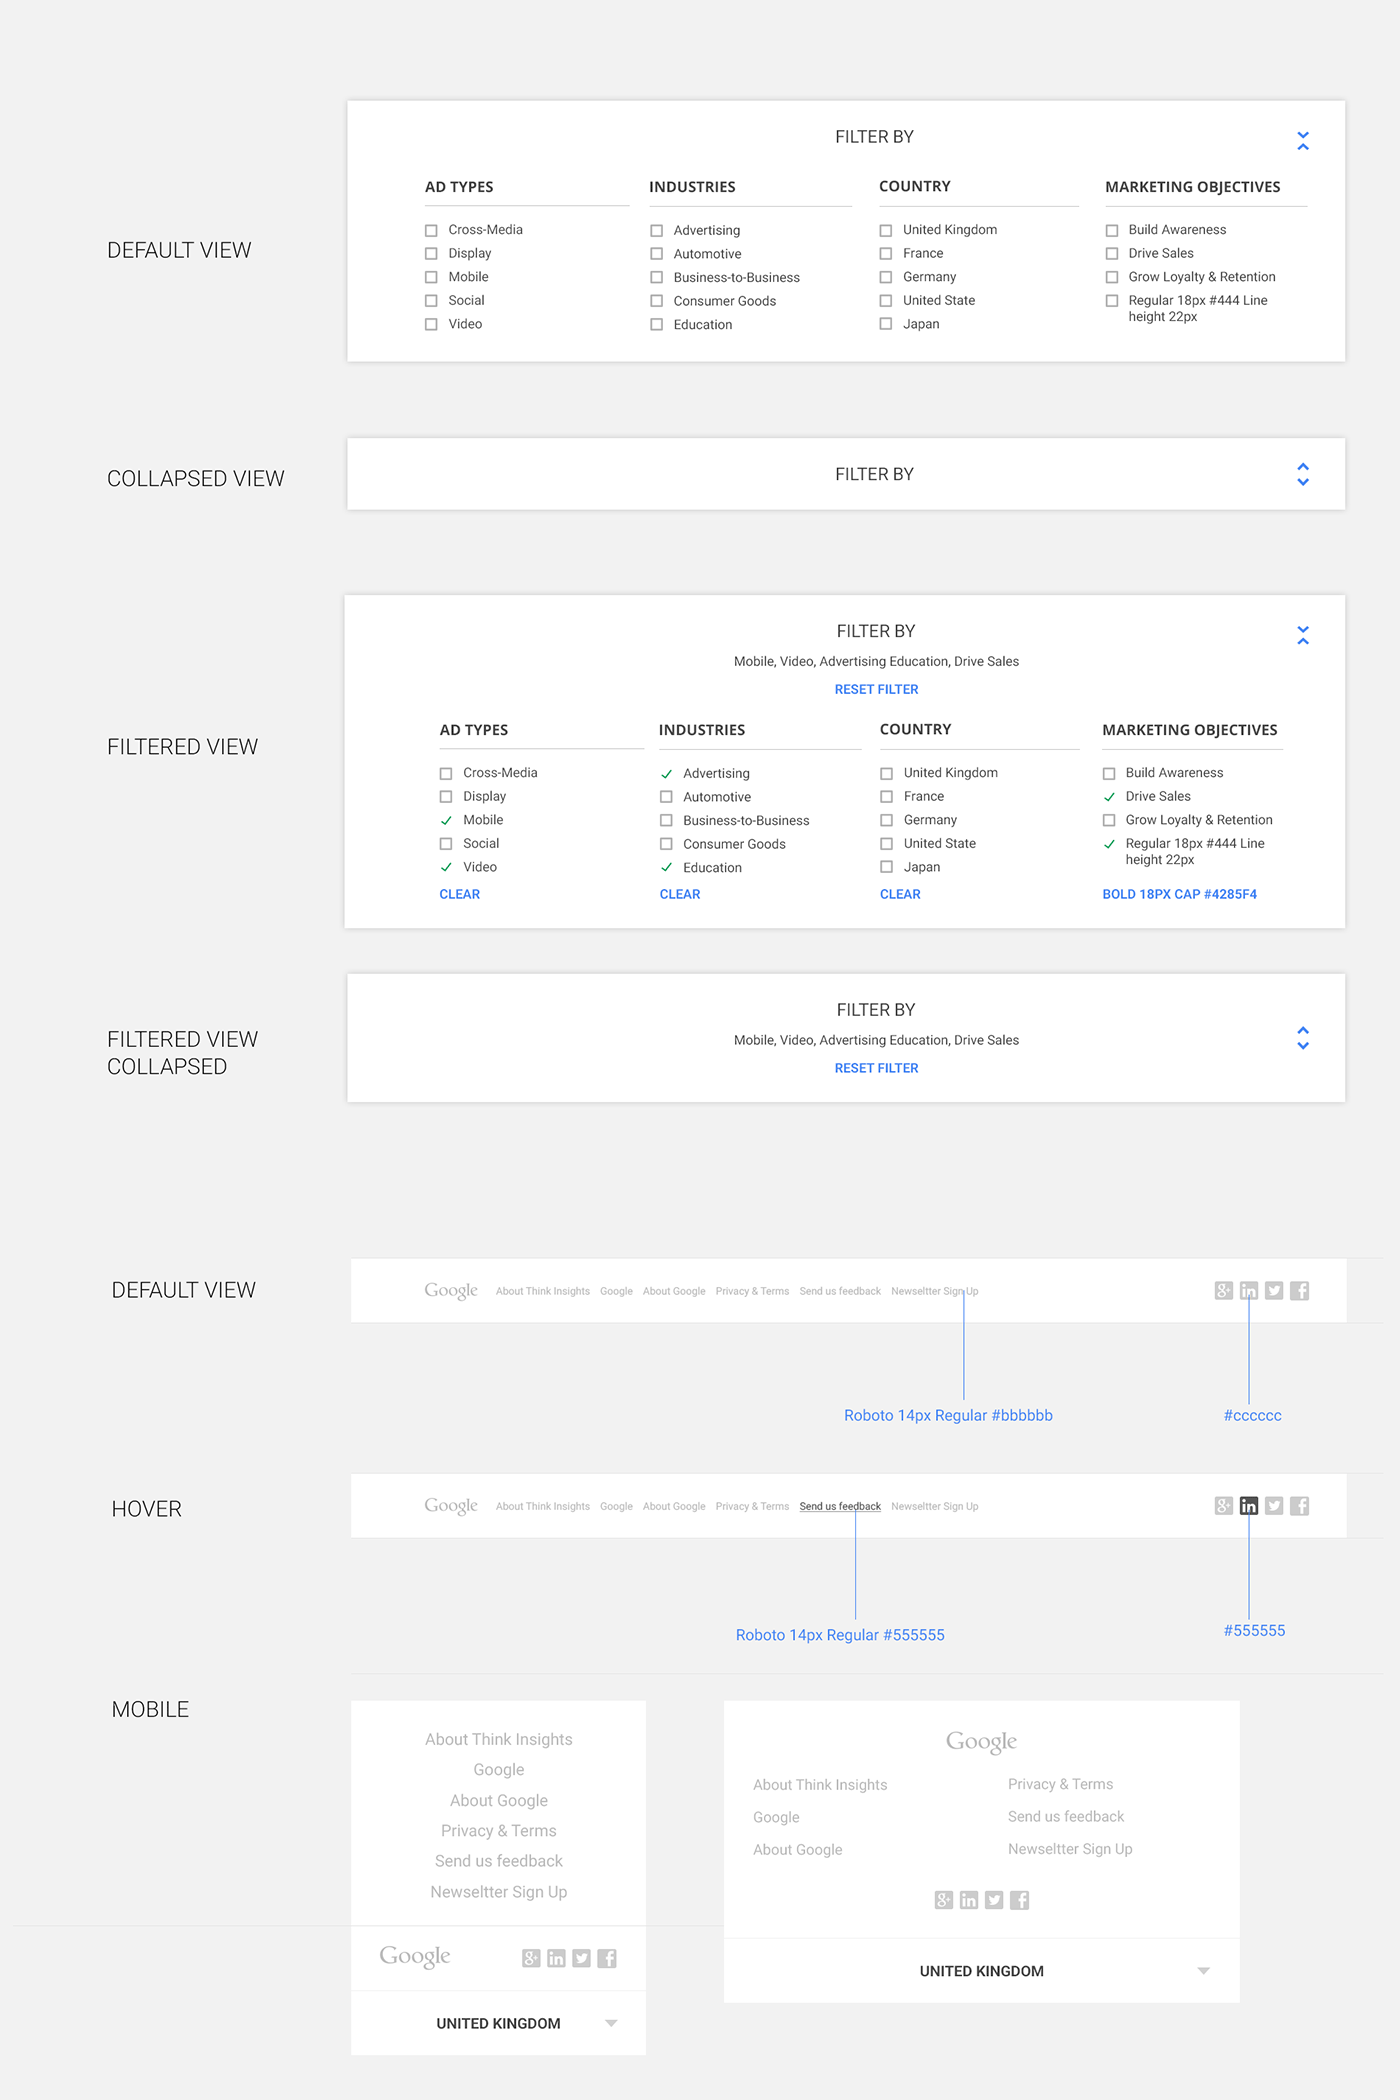 FILTER BY
AD TYPES
INDUSTRIES
COUNTRY
MARKETING OBJECTIVES
DEFAULT VIEW
Cross-Media
Display
Mobile
Social
Video
Advertising
Automotive
Business-to-Business
Consumer Goods
Education
United Kingdom
France
Germany
United State
Japan
Build Awareness
Drive Sales
Grow Loyalty & Retention
Regular 18px #444 Line
height 22px
COLLAPSED VIEW
FILTER BY
FILTERED VIEW
FILTER BY
Mobile, Video, Advertising Education, Drive Sales
RESET FILTER
AD TYPES
Cross-Media
Display
Mobile
Social
Video
CLEAR
INDUSTRIES
Advertising
Automotive
Business-to-Business
Consumer Goods
Education
CLEAR
COUNTRY
United Kingdom
France
Germany
United State
Japan
CLEAR
MARKETING OBJECTIVES
Build Awareness
Drive Sales
Grow Loyalty & Retention
Regular 18px #444 Line
height 22px
BOLD 18PX CAP #4285F4
FILTERED VIEW
COLLAPSED
FILTER BY
Mobile, Video, Advertising Education, Drive Sales
RESET FILTER
DEFAULT VIEW
Google About Think Insights Google About Google Privacy & Terms Send us feedback Newseltter Sign Up g+ in f
Roboto 14px Regular #bbbbbb
#cccccc
HOVER
Google About Think Insights Google About Google Privacy & Terms Send us feedback Newseltter Sign Up g+ in f
Roboto 14px Regular #555555
#555555
MOBILE
About Think Insights
Google
About Google
Privacy & Terms
Send us feedback
Newseltter Sign Up
Google g+ in f
UNITED KINGDOM
Google
About Think Insights
Google
About Google
Privacy & Terms
Send us feedback
Newseltter Sign Up
g+ in f
UNITED KINGDOM